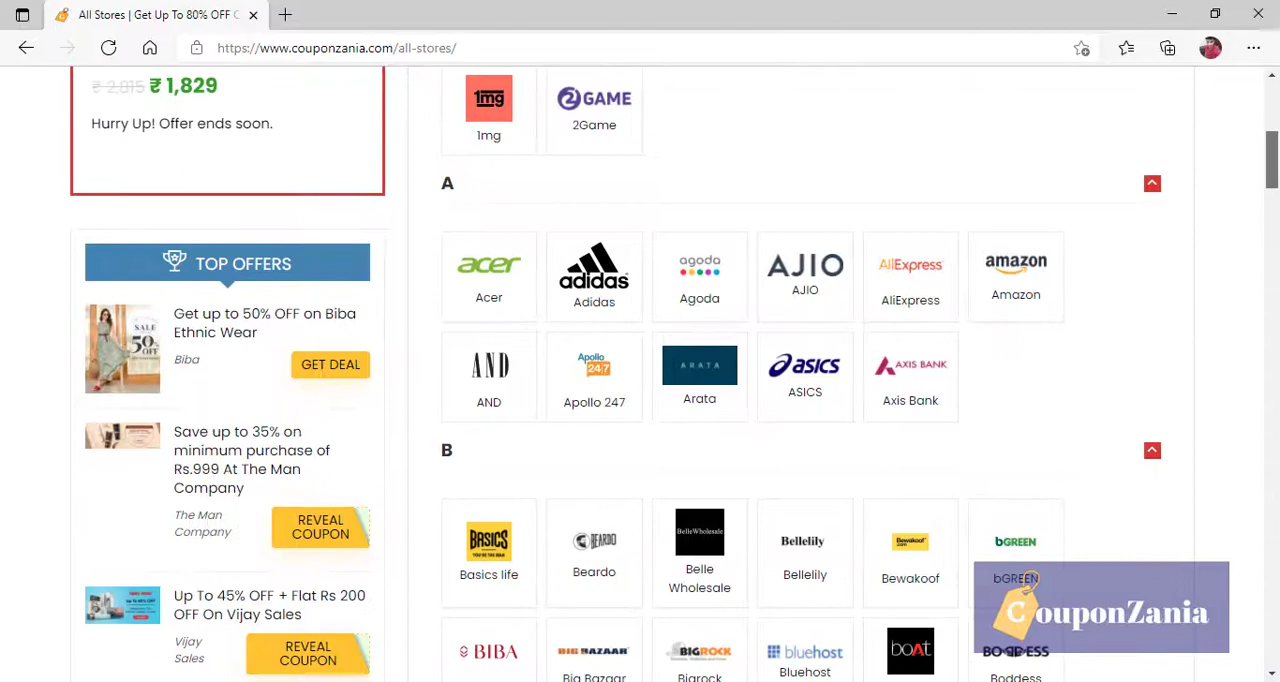 All Stores | Get Up To 80% OFF
https://www.couponzania.com/all-stores/
₹ 2,015 ₹ 1,829
Hurry Up! Offer ends soon.
TOP OFFERS
SALE
50%
OFF
Get up to 50% OFF on Biba
Ethnic Wear
Biba
GET DEAL
Save up to 35% on
minimum purchase of
Rs.999 At The Man
Company
The Man
Company
REVEAL
COUPON
Up To 45% OFF + Flat Rs 200
OFF On Vijay Sales
Vijay
Sales
REVEAL
COUPON
1mg
1mg
2GAME
2Game
A
acer
Acer
adidas
Adidas
agoda
Agoda
AJIO
AJIO
AliExpress
AliExpress
amazon
Amazon
AND
AND
Apollo
24|7
Apollo 247
ARATA
Arata
asics
ASICS
AXIS BANK
Axis Bank
B
BASICS
Basics life
BEARDO
Beardo
BelleWholesale
Belle
Wholesale
Bellelily
Bellelily
Bewakoof
.com
Bewakoof
bGREEN
bGREEN
BIBA
BIG BAZAAR
Big Bazaar
BIGROCK
Bigrock
bluehost
Bluehost
boAt
BODDESS
Boddess
CouponZania